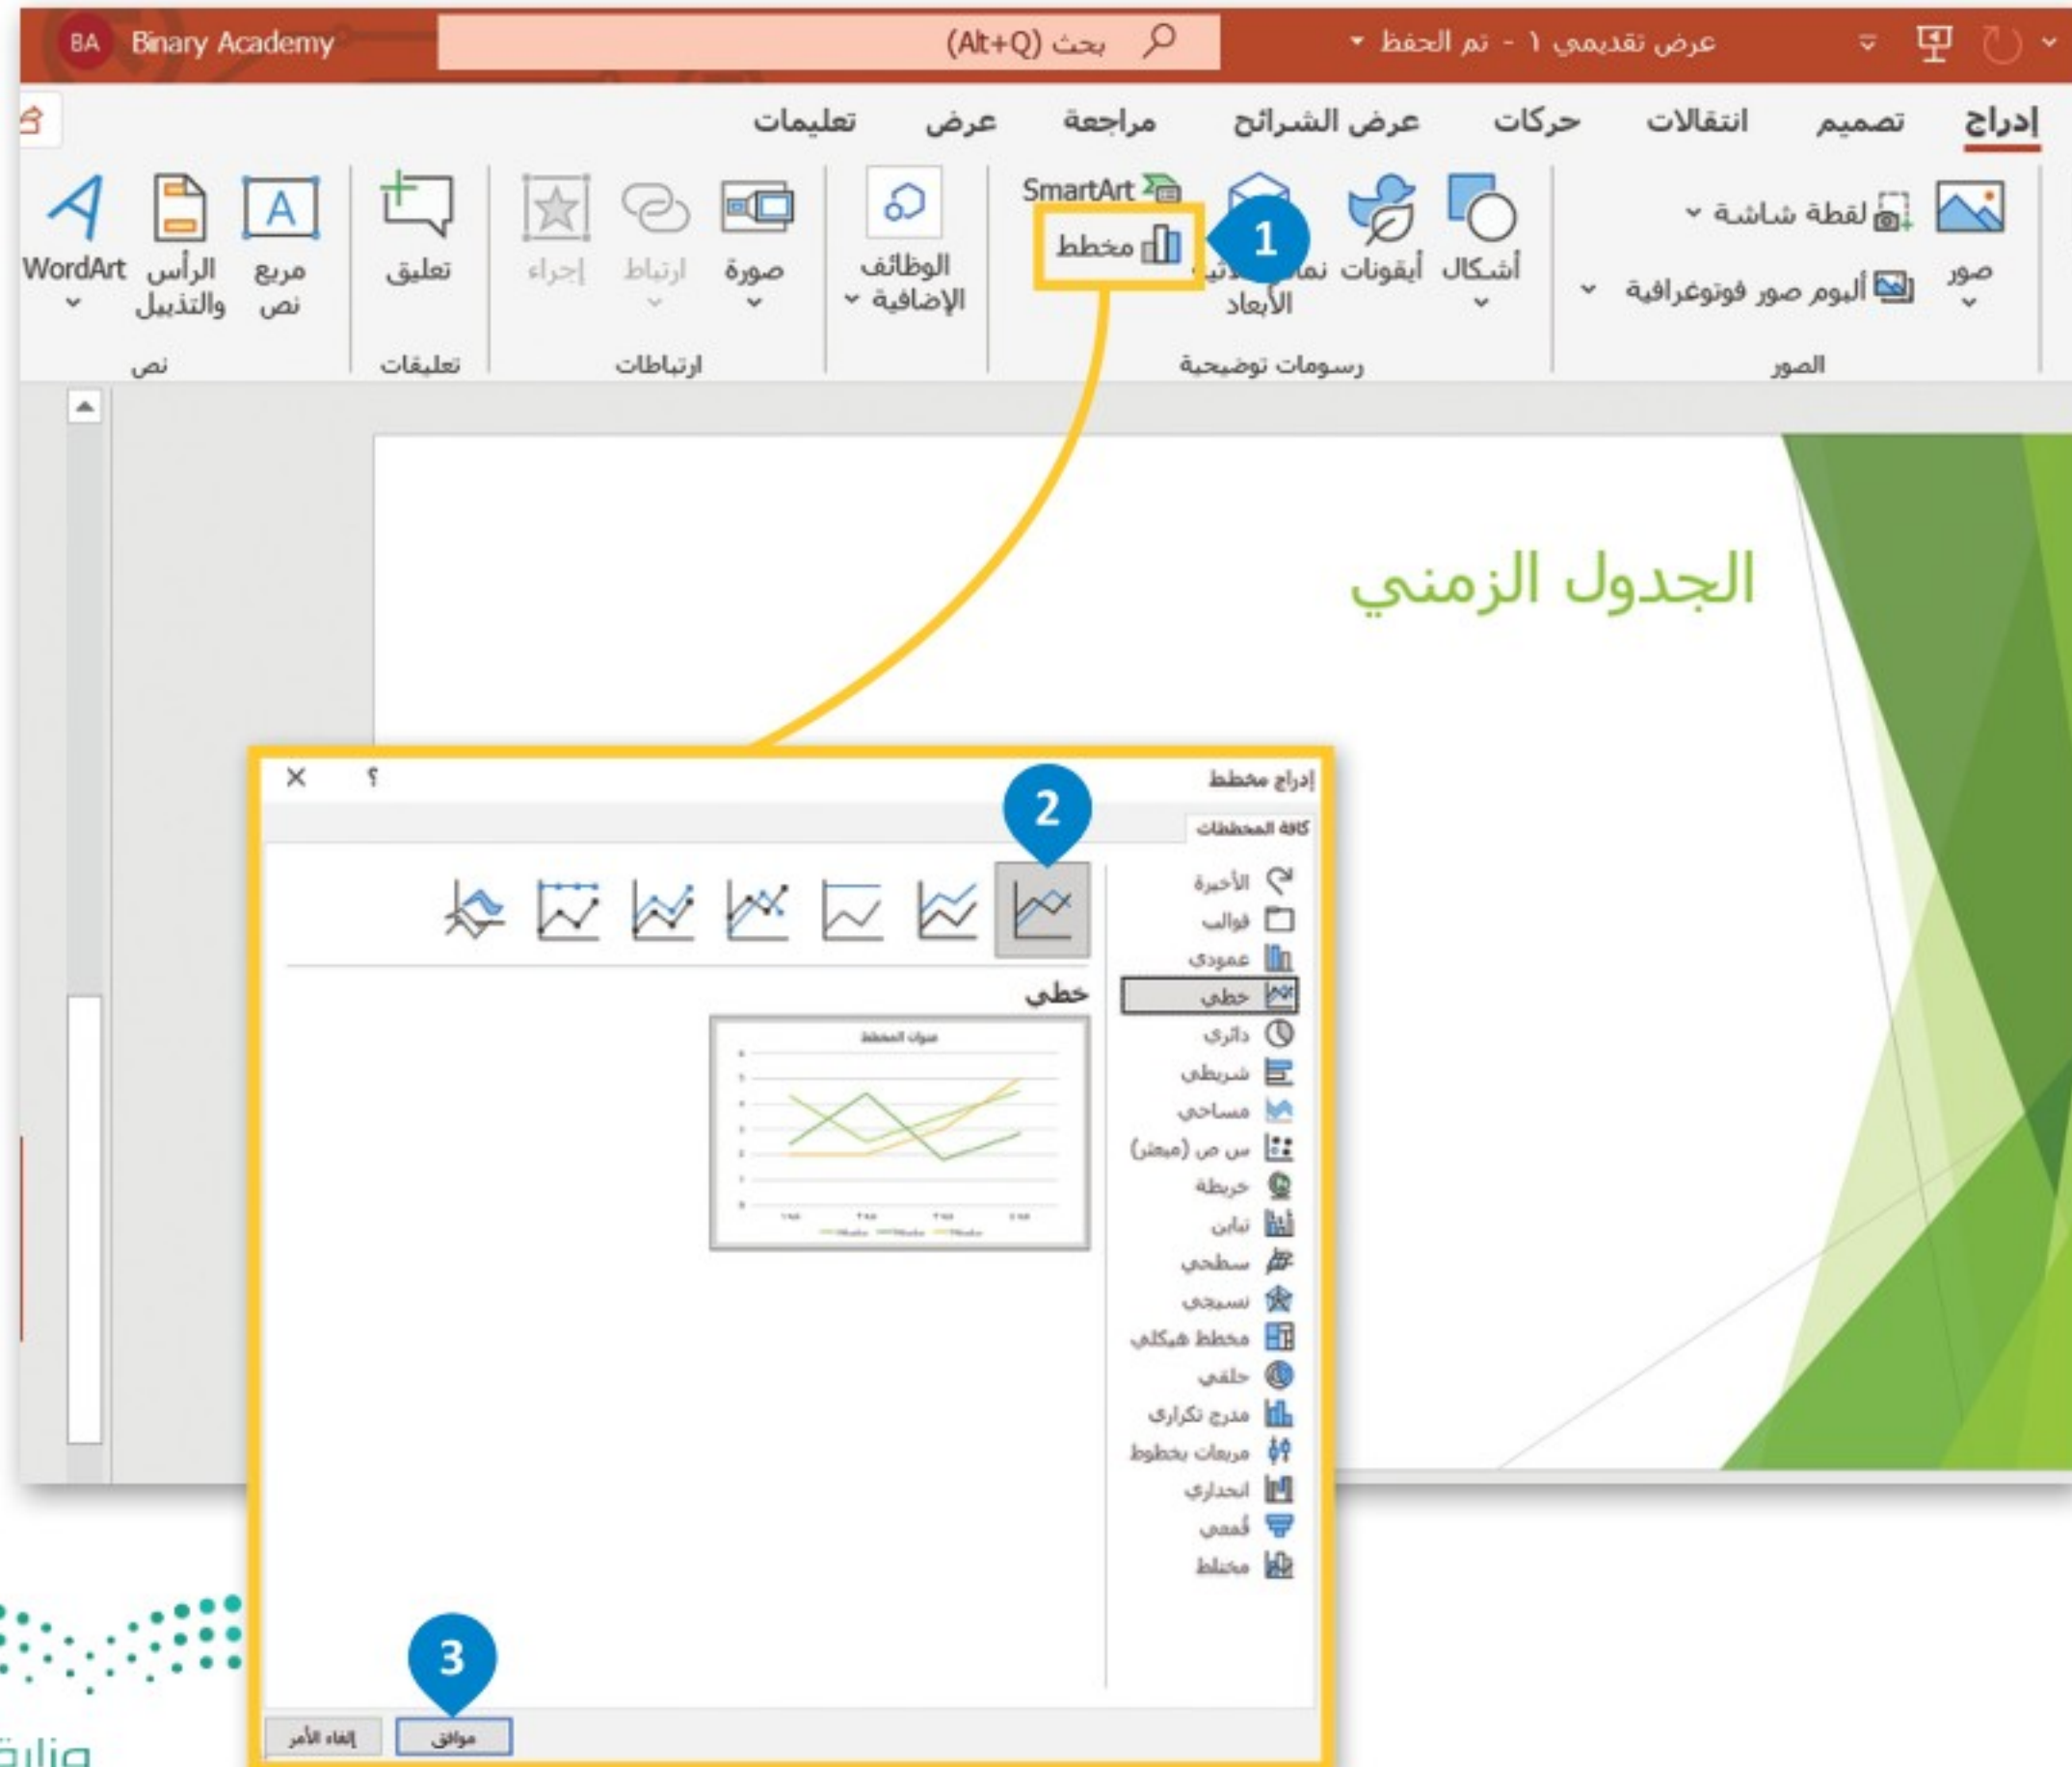 عرض تقديمي ١ - تم الحفظ
بحث (Alt+Q)
Binary Academy
BA
إدراج
تصميم
انتقالات
حركات
عرض الشرائح
مراجعة
عرض
تعليمات
صور
لقطة شاشة
ألبوم صور فوتوغرافية
أشكال
أيقونات
الأبعاد
SmartArt
مخطط
1
الوظائف
الإضافية
صورة
ارتباط
إجراء
تعليق
مربع
نص
الرأس
والتذييل
WordArt
الصور
رسومات توضيحية
ارتباطات
تعليقات
نص
الجدول الزمني
إدراج مخطط
؟
2
كافة المخططات
الأخيرة
قوالب
عمودي
خطي
دائري
شريطي
مساحي
س ص (مبعثر)
خريطة
تباين
سطحي
نسيجي
مخطط هيكلي
حلقي
مدرج تكراري
مربعات بخطوط
انحداري
قُمعي
مختلط
خطي
عنوان المخطط
3
موافق
إلغاء الأمر